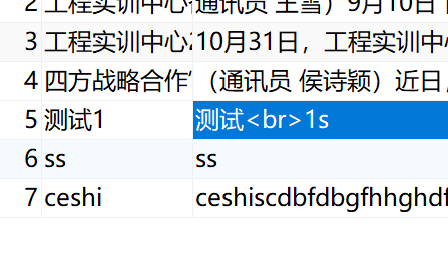 2 工程实训中心 通讯员 王雪）9月10日
3 工程实训中心2 10月31日，工程实训中
4 四方战略合作 （通讯员 侯诗颖）近日，
5 测试1 测试<br>1s
6 ss ss
7 ceshi ceshiscdbfdbgfhhghdf